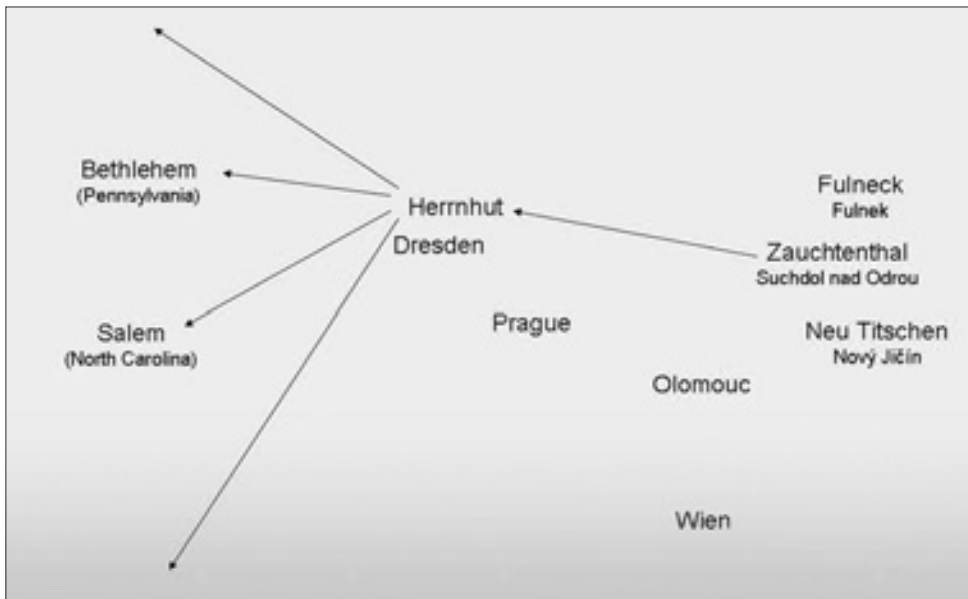 Bethlehem
(Pennsylvania)
Herrnhut
Dresden
Fulneck
Fulnek
Zauchtenthal
Suchdol nad Odrou
Salem
(North Carolina)
Prague
Neu Titschen
Nový Jičín
Olomouc
Wien